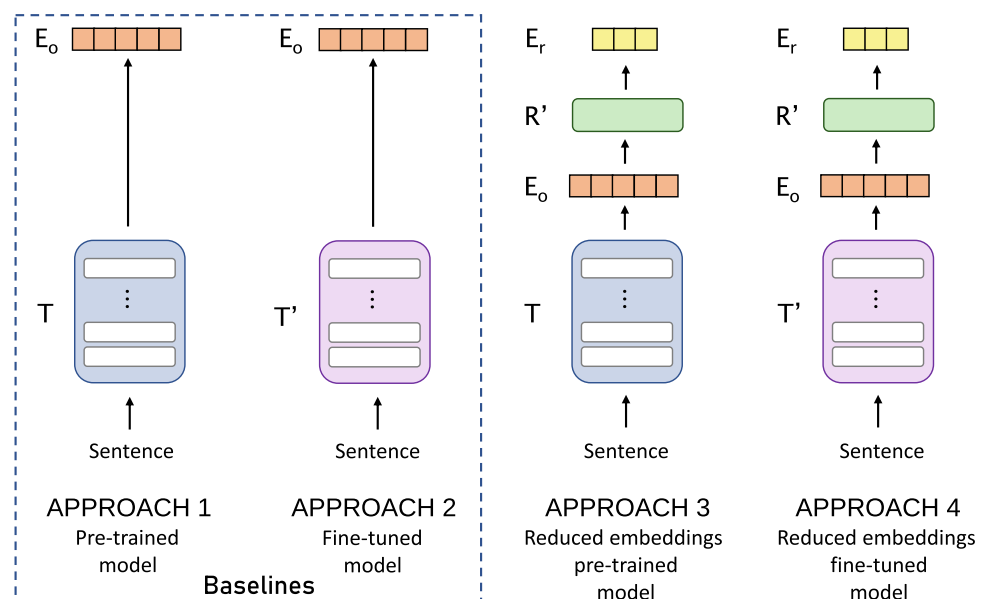 Eo
Eo
Er
Er
R’
R’
Eo
Eo
T
T’
T
T’
Sentence
Sentence
Sentence
Sentence
APPROACH 1
APPROACH 2
APPROACH 3
APPROACH 4
Pre-trained
model
Fine-tuned
model
Reduced embeddings
pre-trained
model
Reduced embeddings
fine-tuned
model
Baselines